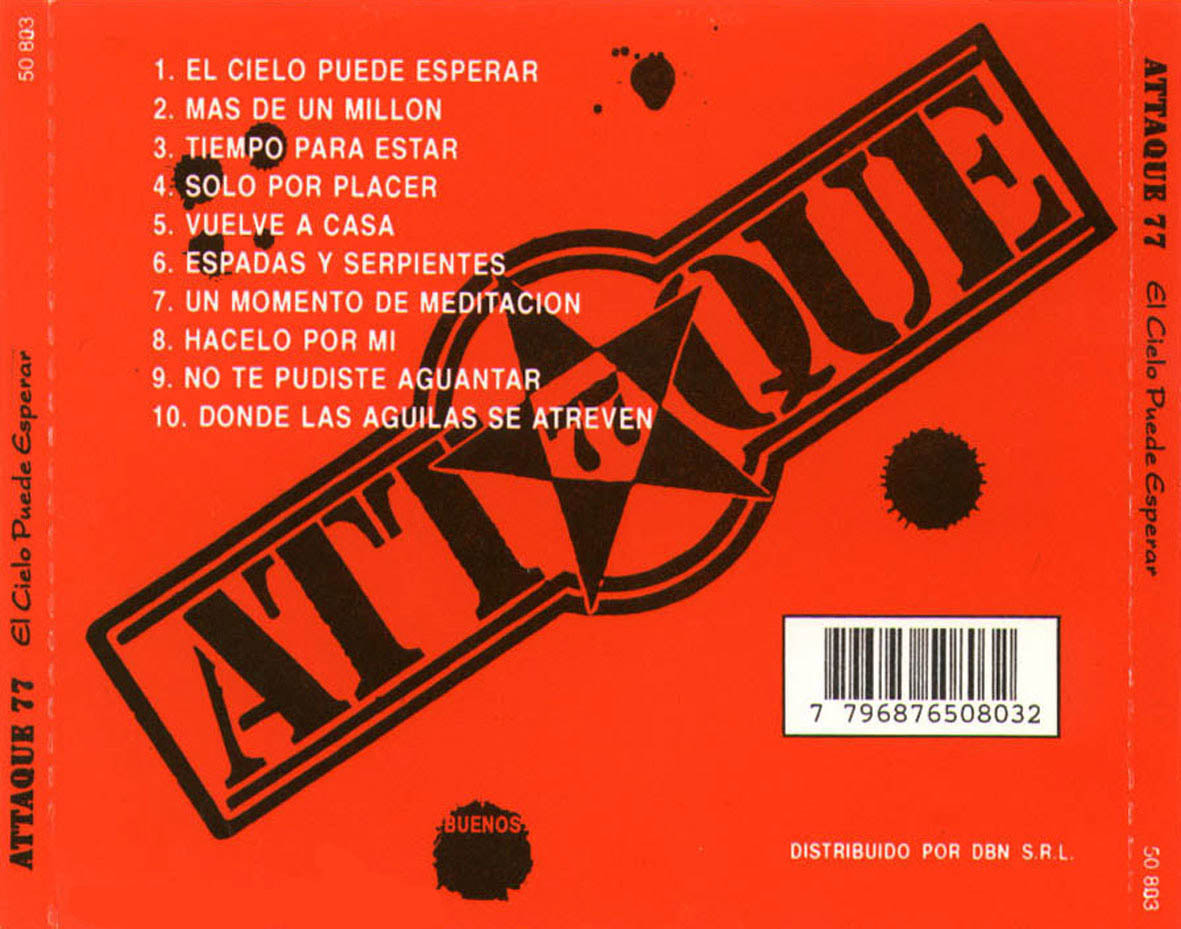 50 803
ATTAQUE 77 El Cielo Puede Esperar
1. EL CIELO PUEDE ESPERAR
2. MAS DE UN MILLON
3. TIEMPO PARA ESTAR
4. SOLO POR PLACER
5. VUELVE A CASA
6. ESPADAS Y SERPIENTES
7. UN MOMENTO DE MEDITACION
8. HACELO POR MI
9. NO TE PUDISTE AGUANTAR
10. DONDE LAS AGUILAS SE ATREVEN
ATT QUE
77
7 796876508032
BUENOS
DISTRIBUIDO POR DBN S.R.L.
ATTAQUE 77 El Cielo Puede Esperar
50 803